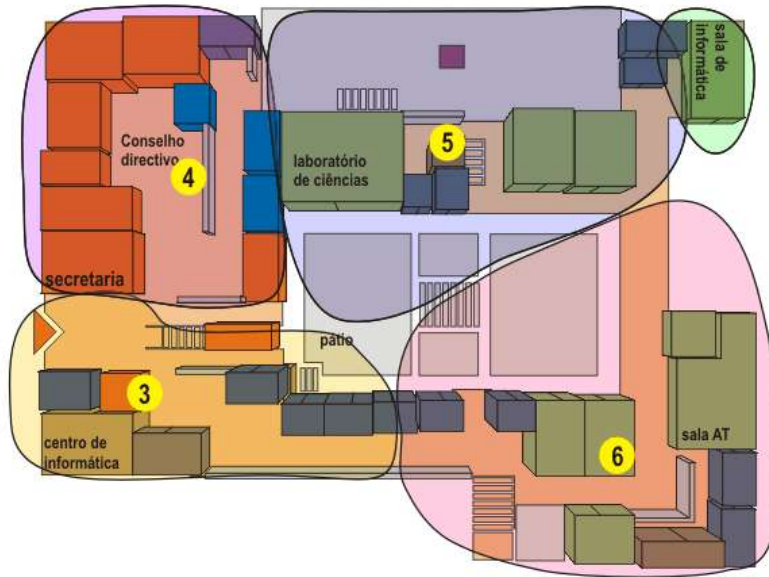 sala de
informática
5
Conselho
directivo
4
laboratório
de ciências
secretaria
pátio
3
centro de
informática
sala AT
6